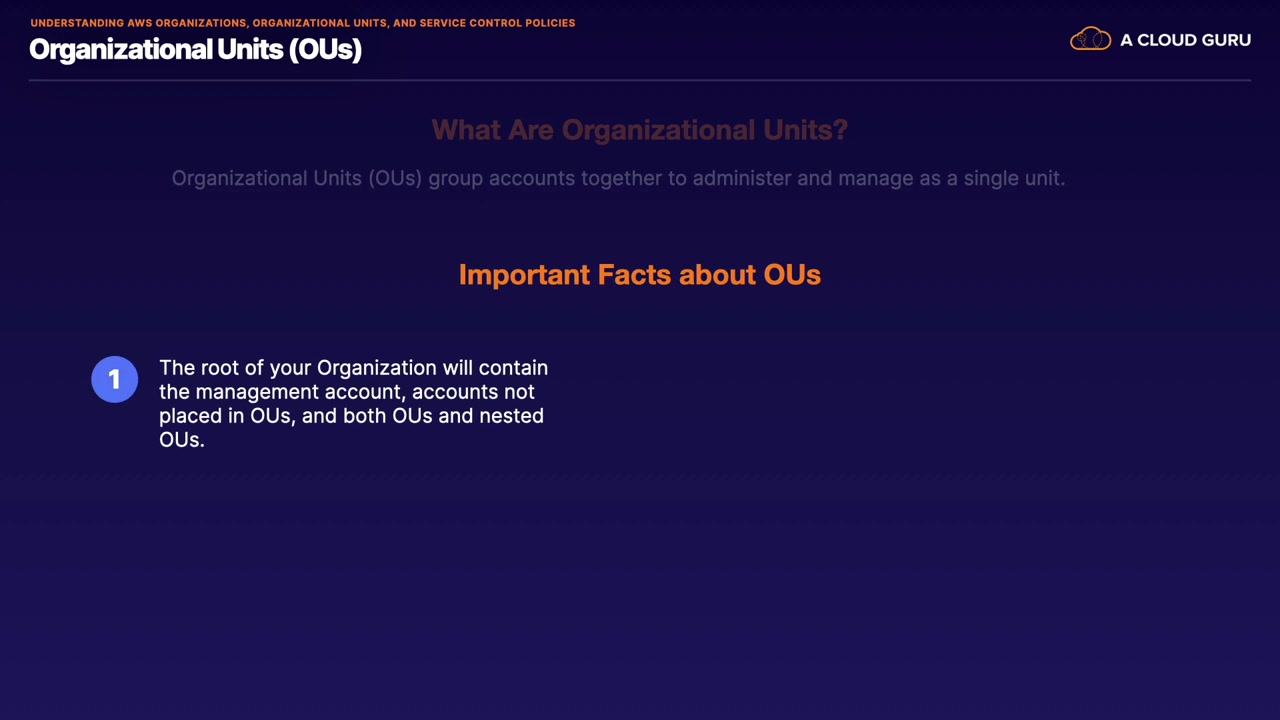 UNDERSTANDING AWS ORGANIZATIONS, ORGANIZATIONAL UNITS, AND SERVICE CONTROL POLICIES
Organizational Units (OUs)
A CLOUD GURU
What Are Organizational Units?
Organizational Units (OUs) group accounts together to administer and manage as a single unit.
Important Facts about OUs
1
The root of your Organization will contain
the management account, accounts not
placed in OUs, and both OUs and nested
OUs.